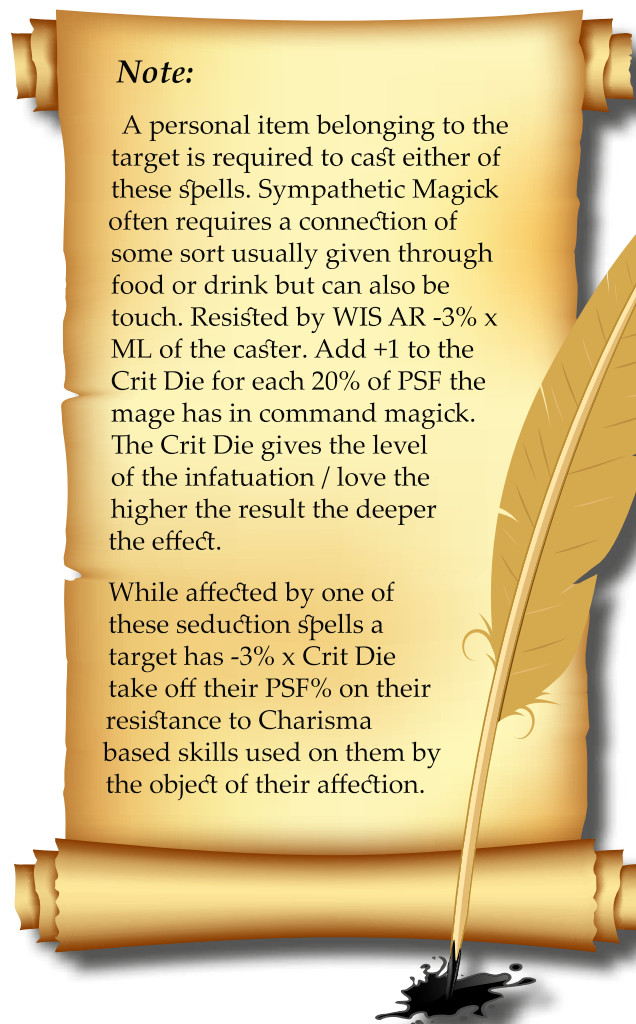 Note:
A personal item belonging to the
target is required to cast either of
these spells. Sympathetic Magick
often requires a connection of
some sort usually given through
food or drink but can also be
touch. Resisted by WIS AR -3% x
ML of the caster. Add +1 to the
Crit Die for each 20% of PSF the
mage has in command magick.
The Crit Die gives the level
of the infatuation / love the
higher the result the deeper
the effect.
While affected by one of
these seduction spells a
target has -3% x Crit Die
take off their PSF% on their
resistance to Charisma
based skills used on them by
the object of their affection.